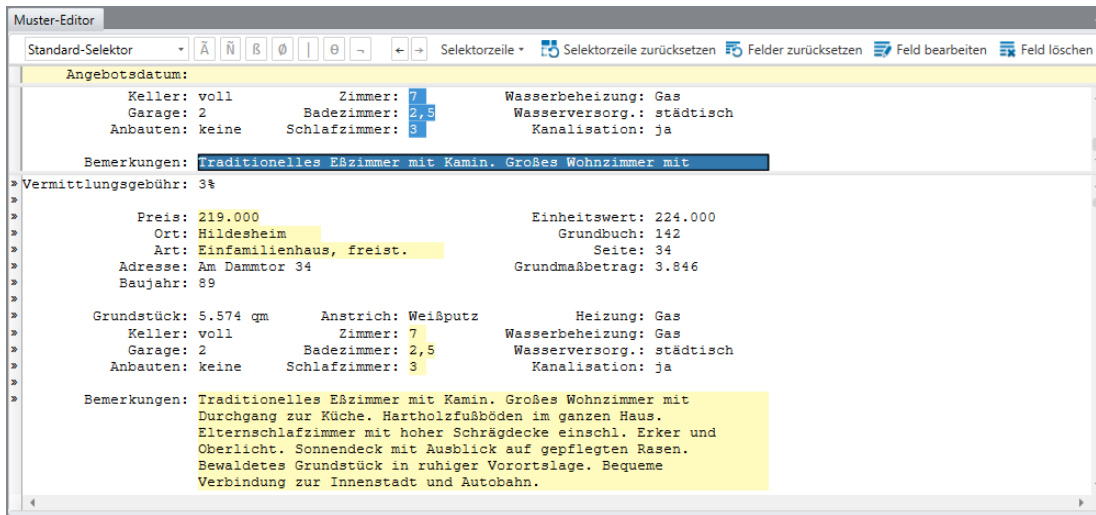 Muster-Editor
Standard-Selektor Ã Ñ ß Ø | θ ¬ ← → Selektorzeile Selektorzeile zurücksetzen Felder zurücksetzen Feld bearbeiten Feld löschen
Angebotsdatum:
Keller: voll Zimmer: 7 Wasserbeheizung: Gas
Garage: 2 Badezimmer: 2,5 Wasserversorg.: städtisch
Anbauten: keine Schlafzimmer: 3 Kanalisation: ja
Bemerkungen: Traditionelles Eßzimmer mit Kamin. Großes Wohnzimmer mit
» Vermittlungsgebühr: 3%
»
» Preis: 219.000 Einheitswert: 224.000
» Ort: Hildesheim Grundbuch: 142
» Art: Einfamilienhaus, freist. Seite: 34
» Adresse: Am Dammtor 34 Grundmaßbetrag: 3.846
» Baujahr: 89
»
» Grundstück: 5.574 qm Anstrich: Weißputz Heizung: Gas
» Keller: voll Zimmer: 7 Wasserbeheizung: Gas
» Garage: 2 Badezimmer: 2,5 Wasserversorg.: städtisch
» Anbauten: keine Schlafzimmer: 3 Kanalisation: ja
»
» Bemerkungen: Traditionelles Eßzimmer mit Kamin. Großes Wohnzimmer mit
Durchgang zur Küche. Hartholzfußböden im ganzen Haus.
Elternschlafzimmer mit hoher Schrägdecke einschl. Erker und
Oberlicht. Sonnendeck mit Ausblick auf gepflegten Rasen.
Bewaldetes Grundstück in ruhiger Vorortslage. Bequeme
Verbindung zur Innenstadt und Autobahn.